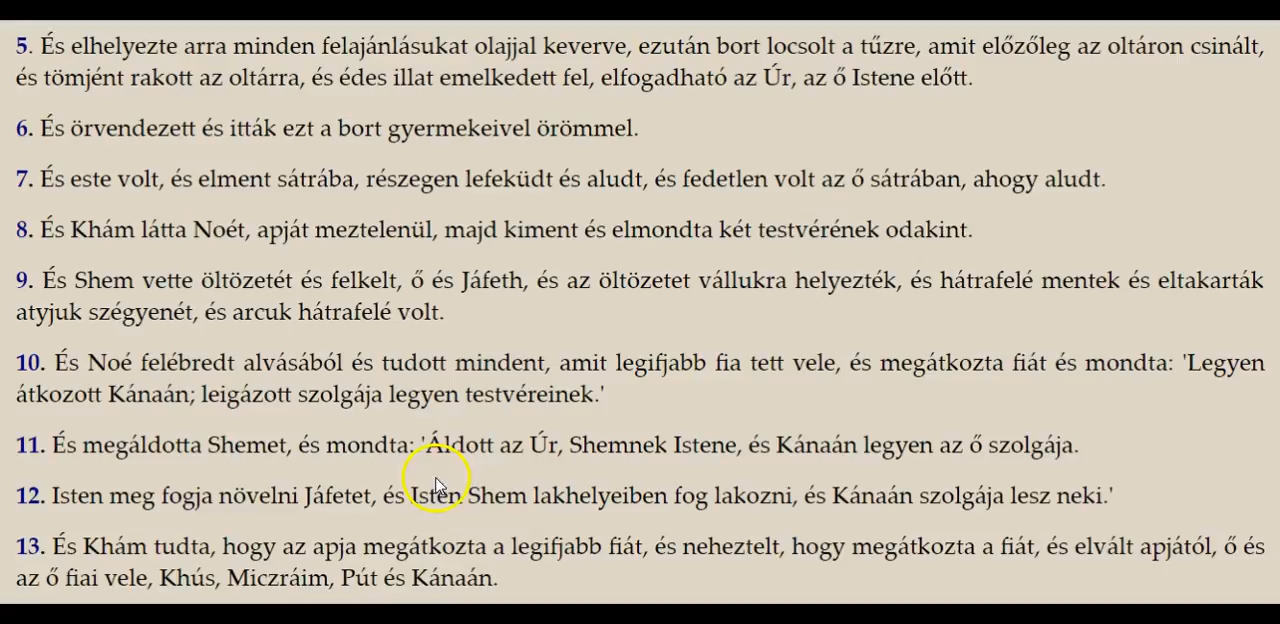 5. És elhelyezte arra minden felajánlásukat olajjal keverve, ezután bort locsolt a tűzre, amit előzőleg az oltáron csinált,
és tömjént rakott az oltárra, és édes illat emelkedett fel, elfogadható az Úr, az ő Istene előtt.
6. És örvendezett és itták ezt a bort gyermekeivel örömmel.
7. És este volt, és elment sátrába, részegen lefeküdt és aludt, és fedetlen volt az ő sátrában, ahogy aludt.
8. És Khám látta Noét, apját meztelenül, majd kiment és elmondta két testvérének odakint.
9. És Shem vette öltözetét és felkelt, ő és Jáfeth, és az öltözetet vállukra helyezték, és hátrafelé mentek és eltakarták
atyjuk szégyenét, és arcuk hátrafelé volt.
10. És Noé felébredt alvásából és tudott mindent, amit legifjabb fia tett vele, és megátkozta fiát és mondta: 'Legyen
átkozott Kánaán; leigázott szolgája legyen testvéreinek.'
11. És megáldotta Shemet, és mondta: 'Áldott az Úr, Shemnek Istene, és Kánaán legyen az ő szolgája.
12. Isten meg fogja növelni Jáfetet, és Isten Shem lakhelyeiben fog lakozni, és Kánaán szolgája lesz neki.'
13. És Khám tudta, hogy az apja megátkozta a legifjabb fiát, és neheztelt, hogy megátkozta a fiát, és elvált apjától, ő és
az ő fiai vele, Khús, Miczráim, Pút és Kánaán.